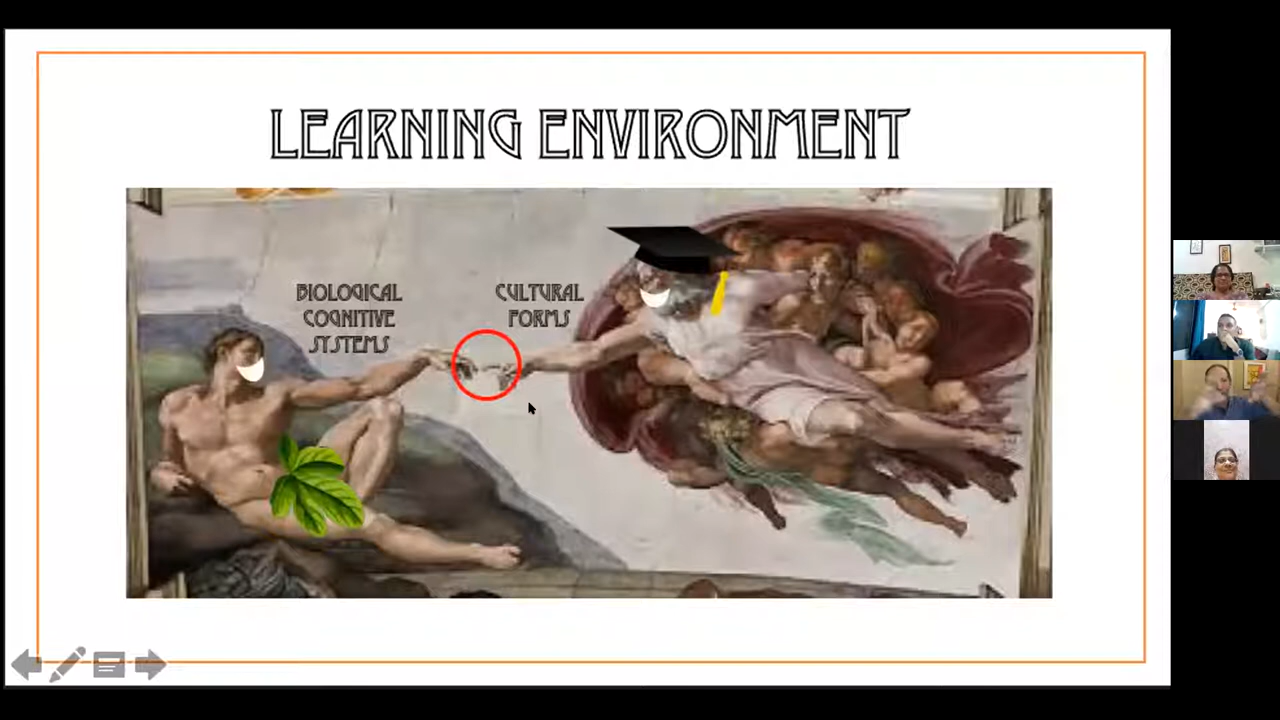 LEARNING ENVIRONMENT
BIOLOGICAL
COGNITIVE
SYSTEMS
CULTURAL
FORMS